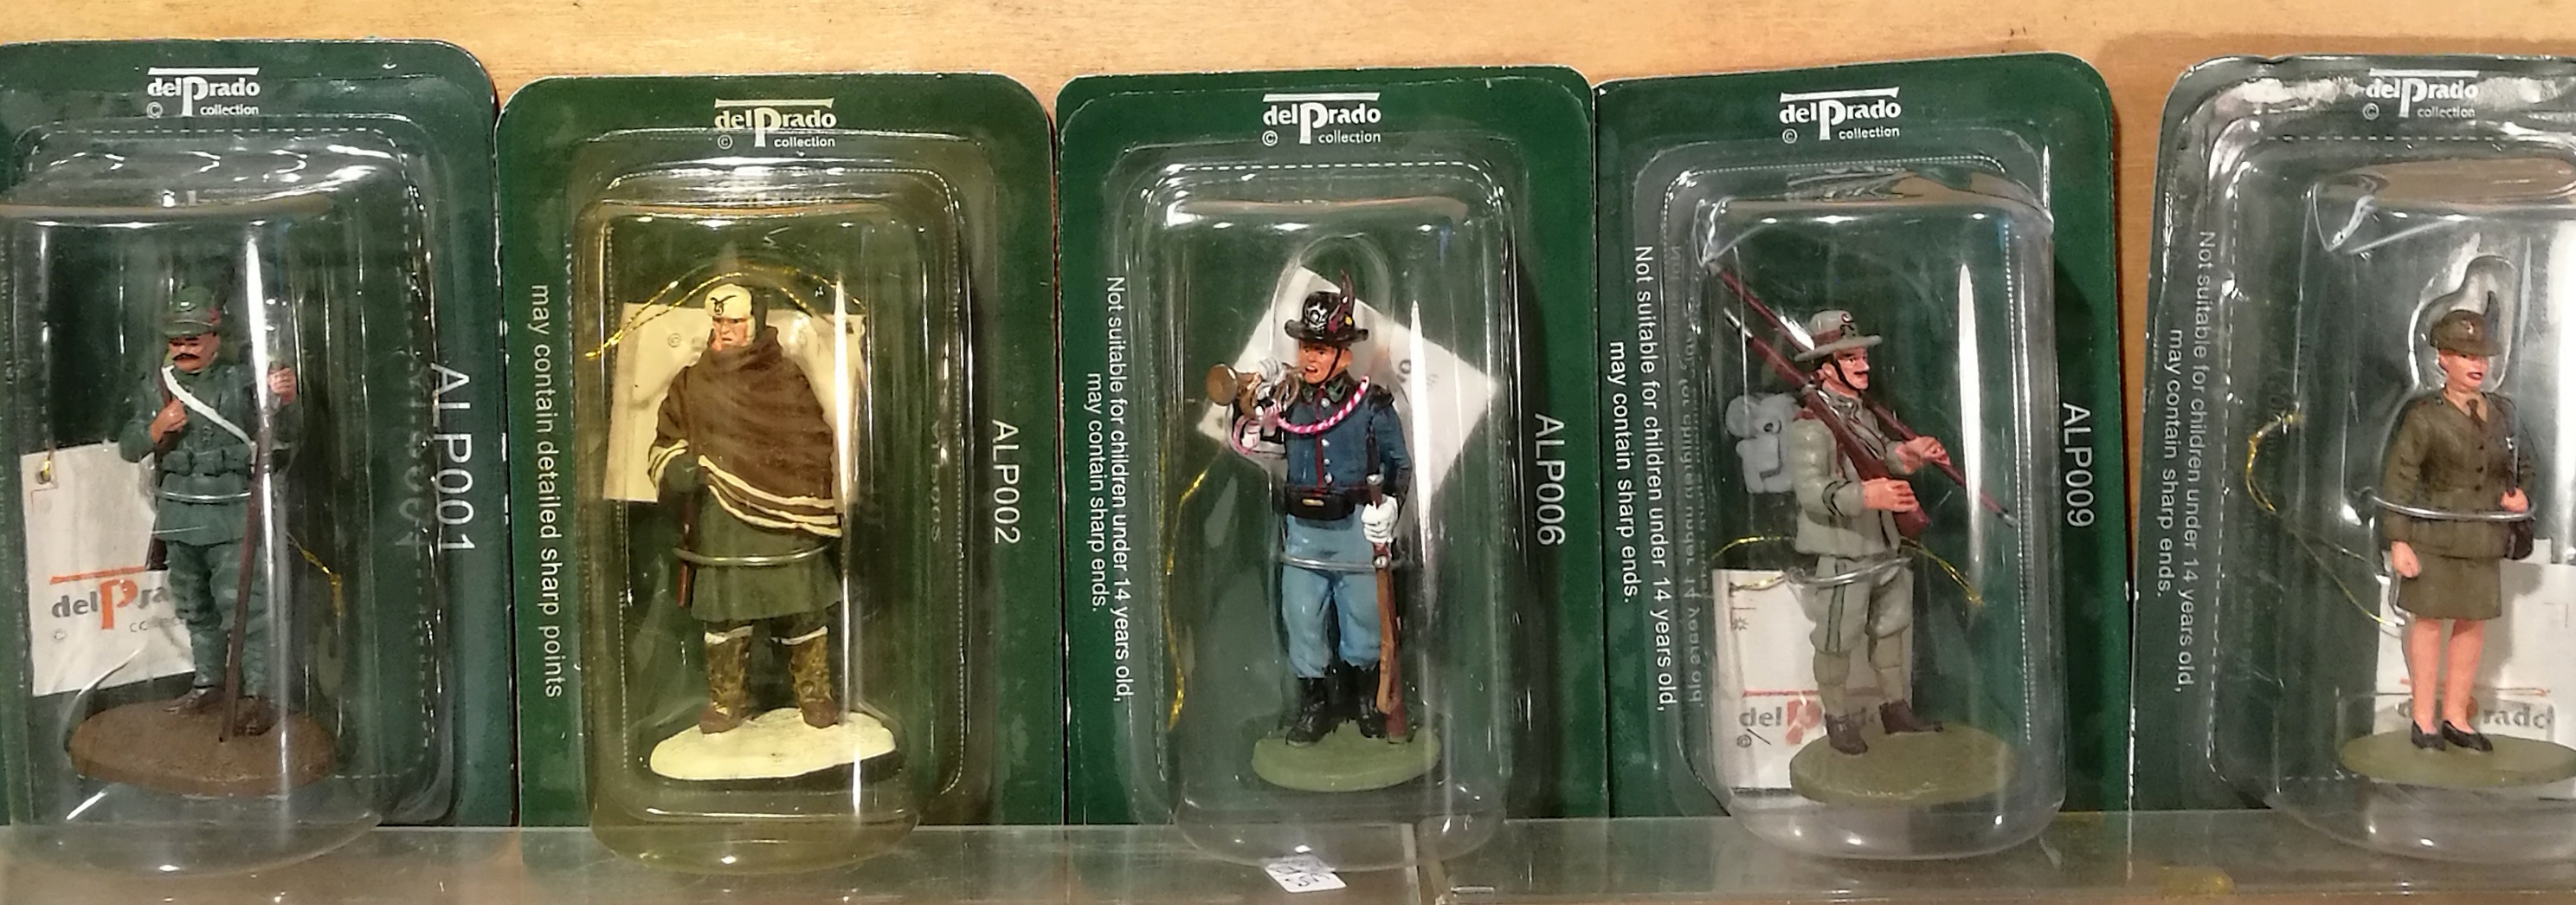 delprado
© collection
ALP001
delprado
©
delprado
© collection
may contain detailed sharp points
ALP002
delprado
© collection
Not suitable for children under 14 years old,
may contain sharp ends.
ALP006
delprado
© collection
Not suitable for children under 14 years old,
may contain sharp ends.
ALP009
delprado
©
delprado
© collection
Not suitable for children under 14 years old,
may contain sharp ends.